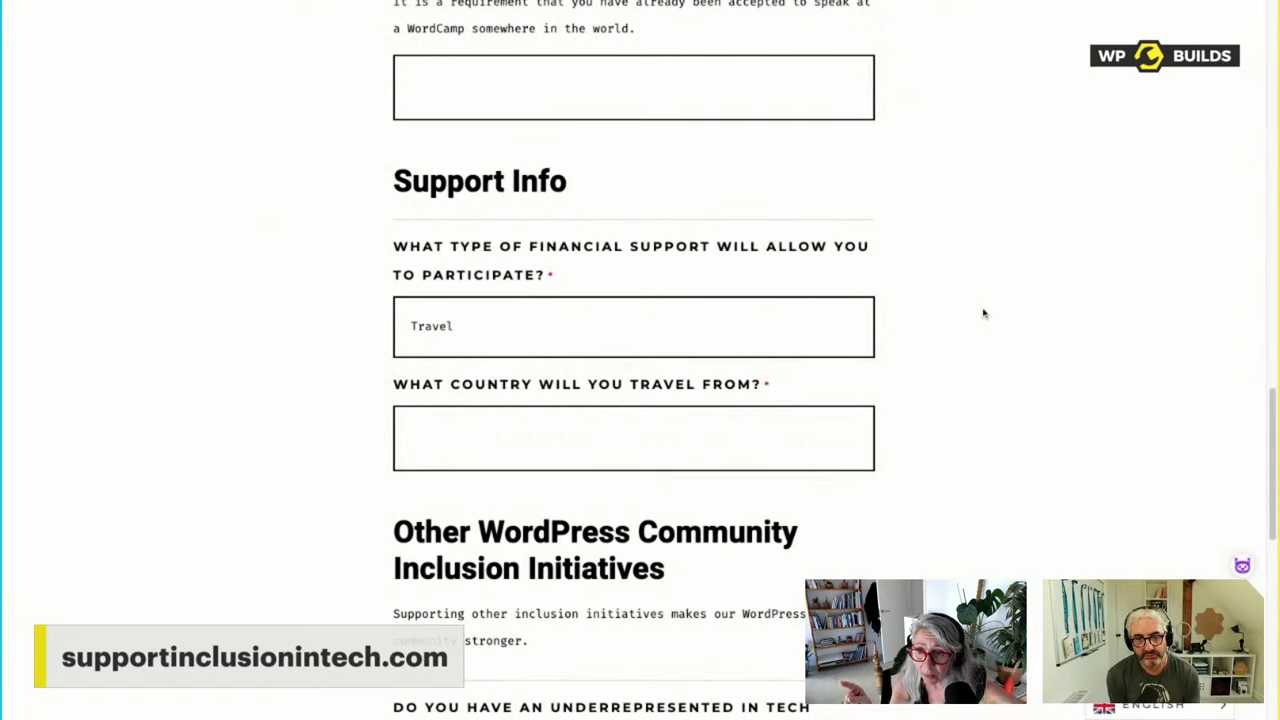 It is a requirement that you have already been accepted to speak at
a WordCamp somewhere in the world.
WP BUILDS
Support Info
WHAT TYPE OF FINANCIAL SUPPORT WILL ALLOW YOU
TO PARTICIPATE? *
Travel
WHAT COUNTRY WILL YOU TRAVEL FROM? *
Other WordPress Community
Inclusion Initiatives
Supporting other inclusion initiatives makes our WordPress
community stronger.
supportinclusionintech.com
DO YOU HAVE AN UNDERREPRESENTED IN TECH
ENGLISH